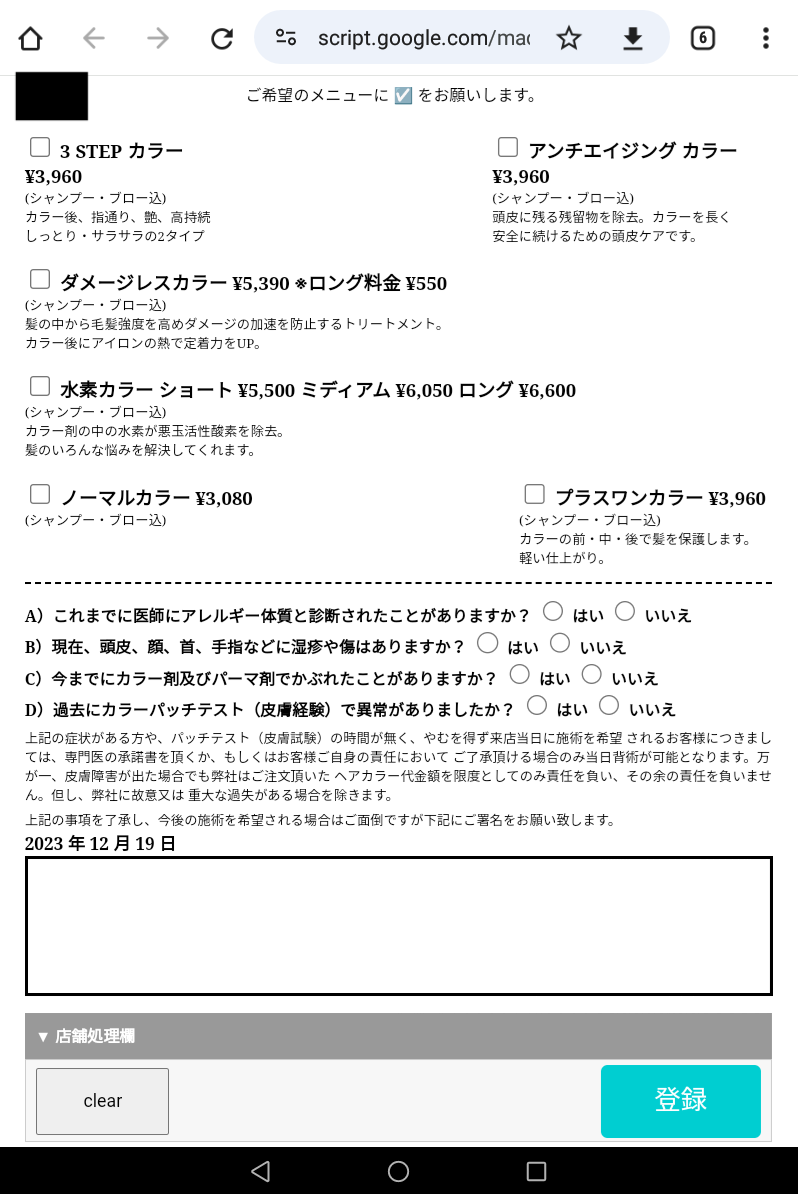 script.google.com/mac
6
ご希望のメニューに ☑ をお願いします。
3 STEP カラー
¥3,960
(シャンプー・ブロー込)
カラー後、指通り、艶、高持続
しっとり・サラサラの2タイプ
アンチエイジング カラー
¥3,960
(シャンプー・ブロー込)
頭皮に残る残留物を除去。カラーを長く
安全に続けるための頭皮ケアです。
ダメージレスカラー ¥5,390 ※ロング料金 ¥550
(シャンプー・ブロー込)
髪の中から毛髪強度を高めダメージの加速を防止するトリートメント。
カラー後にアイロンの熱で定着力をUP。
水素カラー ショート ¥5,500 ミディアム ¥6,050 ロング ¥6,600
(シャンプー・ブロー込)
カラー剤の中の水素が悪玉活性酸素を除去。
髪のいろんな悩みを解決してくれます。
ノーマルカラー ¥3,080
(シャンプー・ブロー込)
プラスワンカラー ¥3,960
(シャンプー・ブロー込)
カラーの前・中・後で髪を保護します。
軽い仕上がり。
A）これまでに医師にアレルギー体質と診断されたことがありますか？ はい いいえ
B）現在、頭皮、顔、首、手指などに湿疹や傷はありますか？ はい いいえ
C）今までにカラー剤及びパーマ剤でかぶれたことがありますか？ はい いいえ
D）過去にカラーパッチテスト（皮膚経験）で異常がありましたか？ はい いいえ
上記の症状がある方や、パッチテスト（皮膚試験）の時間が無く、やむを得ず来店当日に施術を希望 されるお客様につきまし
ては、専門医の承諾書を頂くか、もしくはお客様ご自身の責任において ご了承頂ける場合のみ当日背術が可能となります。万
が一、皮膚障害が出た場合でも弊社はご注文頂いた ヘアカラー代金額を限度としてのみ責任を負い、その余の責任を負いませ
ん。但し、弊社に故意又は 重大な過失がある場合を除きます。
上記の事項を了承し、今後の施術を希望される場合はご面倒ですが下記にご署名をお願い致します。
2023 年 12 月 19 日
▼ 店舗処理欄
clear
登録